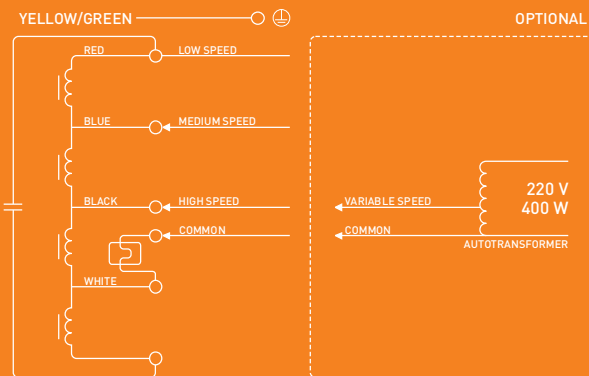 YELLOW/GREEN
OPTIONAL
RED
LOW SPEED
BLUE
MEDIUM SPEED
BLACK
HIGH SPEED
VARIABLE SPEED
220 V
400 W
COMMON
COMMON
AUTOTRANSFORMER
WHITE